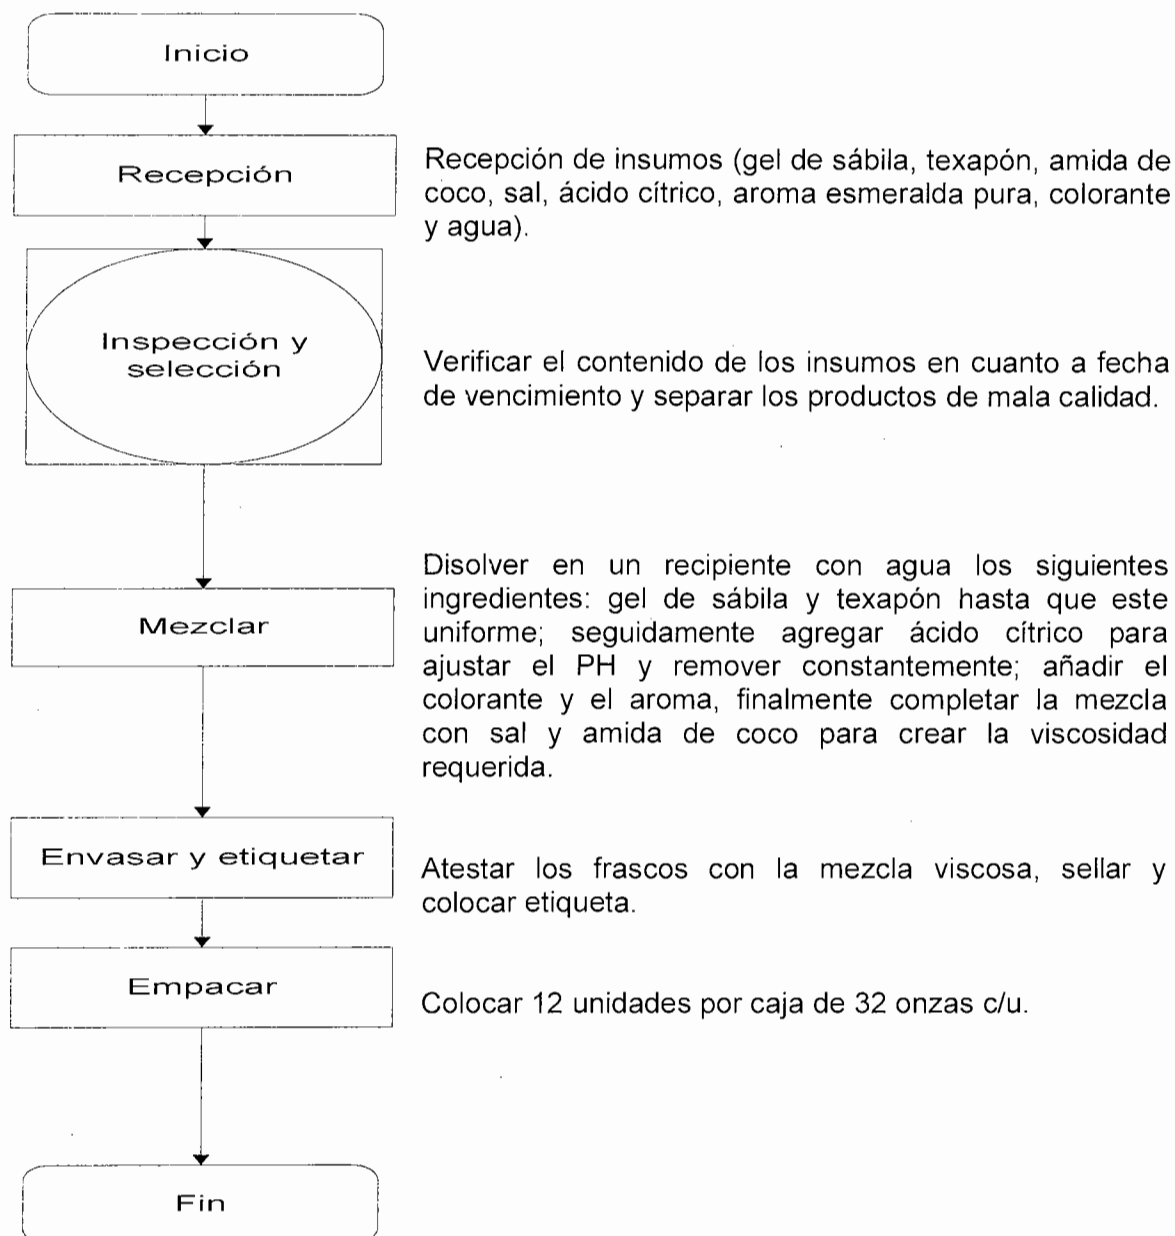 Inicio
Recepción
Recepción de insumos (gel de sábila, texapón, amida de
coco, sal, ácido cítrico, aroma esmeralda pura, colorante
y agua).
Inspección y
selección
Verificar el contenido de los insumos en cuanto a fecha
de vencimiento y separar los productos de mala calidad.
Mezclar
Disolver en un recipiente con agua los siguientes
ingredientes: gel de sábila y texapón hasta que este
uniforme; seguidamente agregar ácido cítrico para
ajustar el PH y remover constantemente; añadir el
colorante y el aroma, finalmente completar la mezcla
con sal y amida de coco para crear la viscosidad
requerida.
Envasar y etiquetar
Atestar los frascos con la mezcla viscosa, sellar y
colocar etiqueta.
Empacar
Colocar 12 unidades por caja de 32 onzas c/u.
Fin